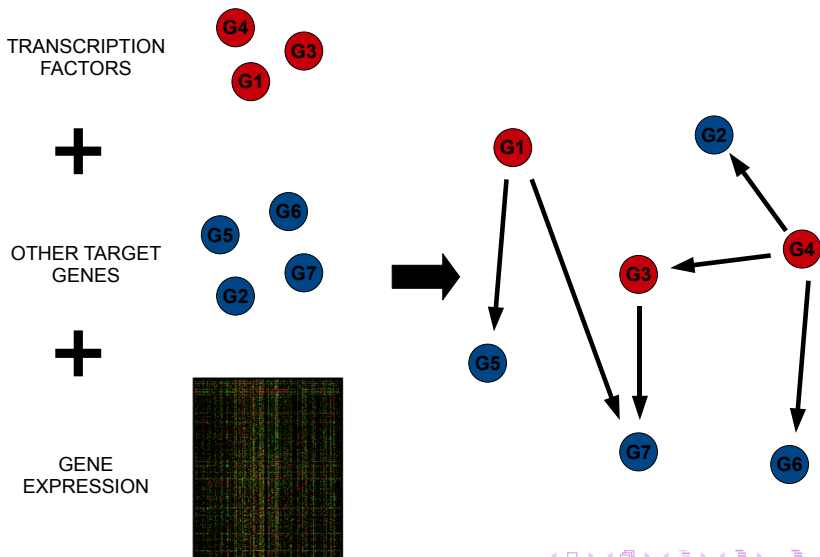 TRANSCRIPTION
FACTORS
G4
G3
G1
+
OTHER TARGET
GENES
G6
G5
G7
G2
+
GENE
EXPRESSION
G1
G2
G4
G3
G5
G7
G6